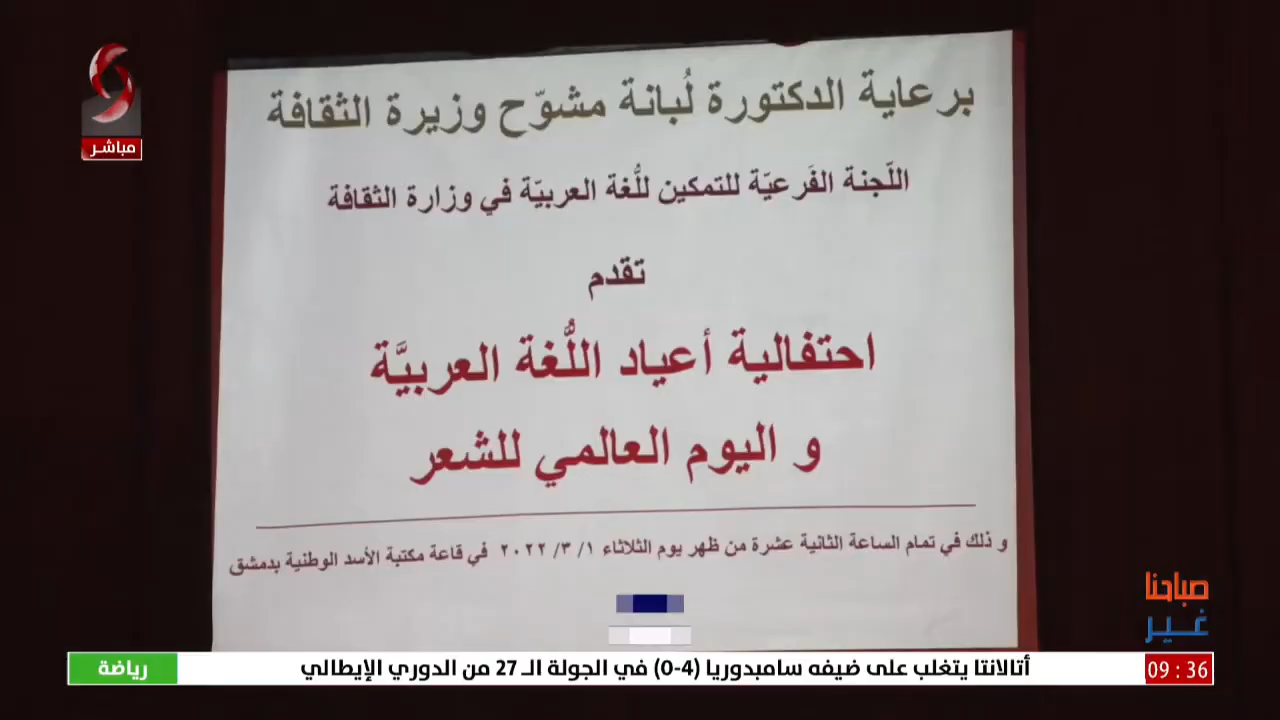 برعاية الدكتورة لُبانة مشوّح وزيرة الثقافة
اللّجنة الفَرعيّة للتمكين للُّغة العربيّة في وزارة الثقافة
تقدم
احتفالية أعياد اللُّغة العربيَّة
و اليوم العالمي للشعر
و ذلك في تمام الساعة الثانية عشرة من ظهر يوم الثلاثاء ١/ ٣/ ٢٠٢٢ في قاعة مكتبة الأسد الوطنية بدمشق
مباشر
صباحنا
غير
09 : 36
رياضة
أتالانتا يتغلب على ضيفه سامبدوريا (4-0) في الجولة الـ 27 من الدوري الإيطالي